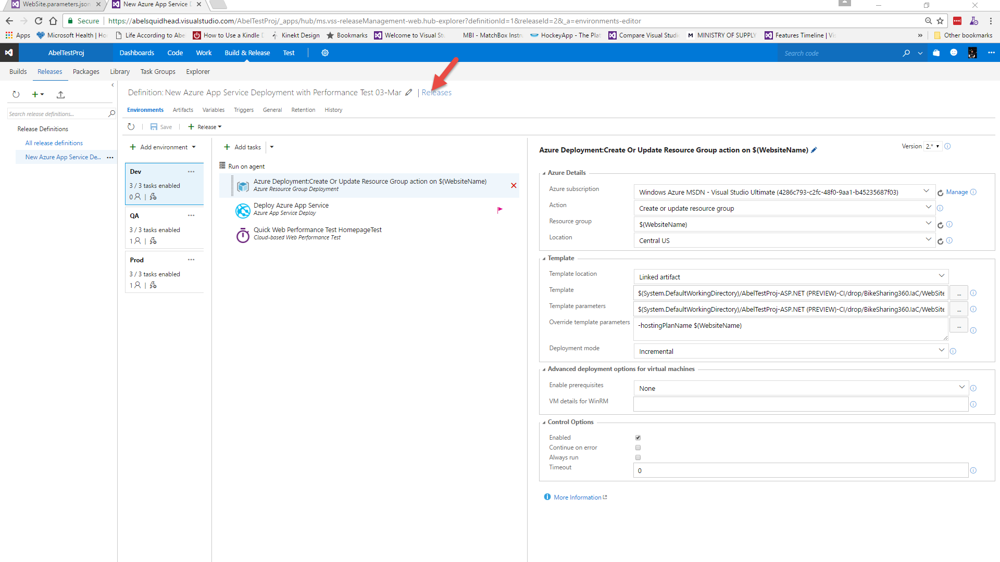 WebSite.parameters.json
New Azure App Service D
Secure
https://abelsquidhead.visualstudio.com/AbelTestProj/_apps/hub/ms.vss-releaseManagement-web.hub-explorer?definitionId=1&releaseId=2&_a=environments-editor
Apps Microsoft Health | Ho Life According to Abe How to Use a Kindle D Kinekt Design Bookmarks Welcome to Visual Stu MBI - MatchBox Instru HockeyApp - The Plat Compare Visual Studio MINISTRY OF SUPPLY Features Timeline | Vis » Other bookmarks
AbelTestProj Dashboards Code Work Build & Release Test Search code
Builds Releases Packages Library Task Groups Explorer
Definition: New Azure App Service Deployment with Performance Test 03-Mar | Releases
Search release definitions...
Release Definitions
All release definitions
New Azure App Service De... ...
Environments Artifacts Variables Triggers General Retention History
Save | + Release
+ Add environment
Dev ...
3 / 3 tasks enabled
0 |
QA ...
3 / 3 tasks enabled
1 |
Prod ...
3 / 3 tasks enabled
1 |
+ Add tasks
Run on agent
Azure Deployment:Create Or Update Resource Group action on $(WebsiteName)
Azure Resource Group Deployment
Deploy Azure App Service
Azure App Service Deploy
Quick Web Performance Test HomepageTest
Cloud-based Web Performance Test
Azure Deployment:Create Or Update Resource Group action on $(WebsiteName)
Version 2.*
Azure Details
Azure subscription Windows Azure MSDN - Visual Studio Ultimate (4286c793-c2fc-48f0-9aa1-b45235687f03) Manage
Action Create or update resource group
Resource group $(WebsiteName)
Location Central US
Template
Template location Linked artifact
Template $(System.DefaultWorkingDirectory)/AbelTestProj-ASP.NET (PREVIEW)-CI/drop/BikeSharing360.IaC/WebSite ...
Template parameters $(System.DefaultWorkingDirectory)/AbelTestProj-ASP.NET (PREVIEW)-CI/drop/BikeSharing360.IaC/WebSite ...
Override template parameters -hostingPlanName $(WebsiteName) ...
Deployment mode Incremental
Advanced deployment options for virtual machines
Enable prerequisites None
VM details for WinRM
Control Options
Enabled
Continue on error
Always run
Timeout 0
More Information